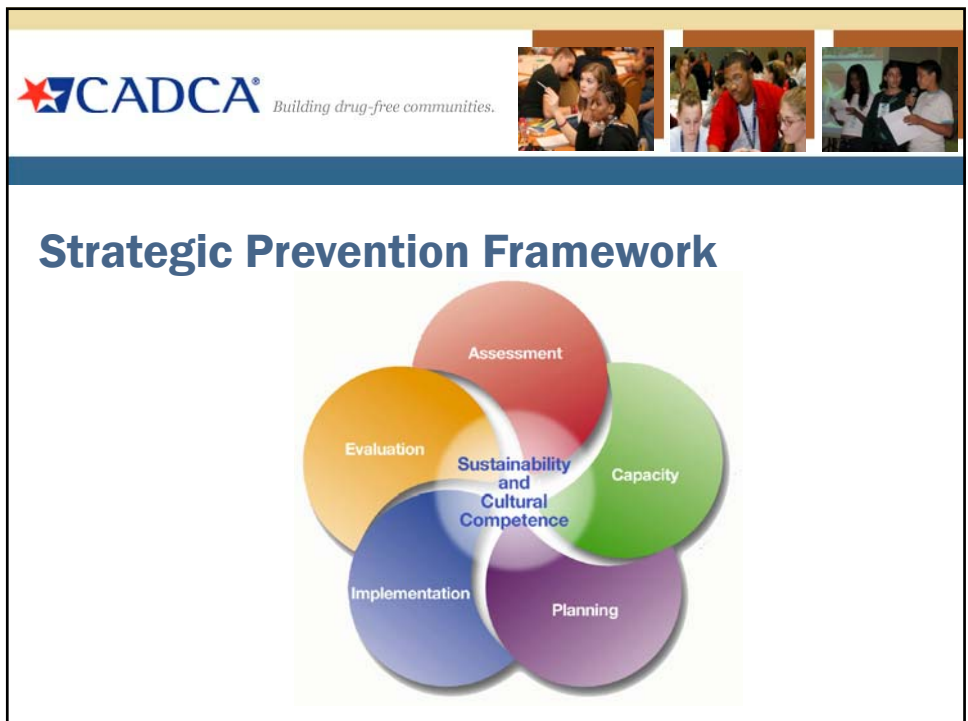 CADCA® Building drug-free communities.
Strategic Prevention Framework
Assessment
Evaluation
Sustainability
and
Cultural
Competence
Capacity
Implementation
Planning